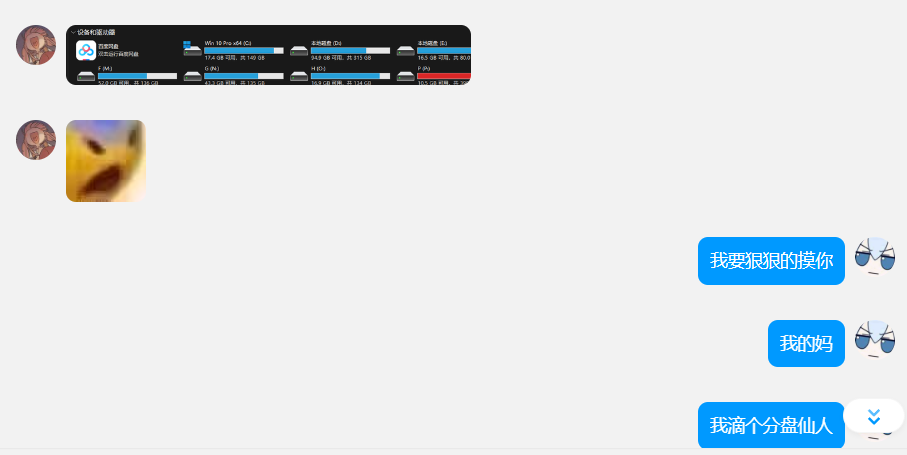 设备和驱动器
百度网盘
双击运行百度网盘
Win 10 Pro x64 (C:)
17.4 GB 可用，共 149 GB
本地磁盘 (D:)
94.9 GB 可用，共 315 GB
本地磁盘 (E:)
16.5 GB 可用，共 80.0
F (M:)
52.0 GB 可用，共 136 GB
G (N:)
43.3 GB 可用，共 135 GB
H (O:)
16.9 GB 可用，共 134 GB
P (P:)
10.5 GB 可用，共
我要狠狠的摸你
我的妈
我滴个分盘仙人